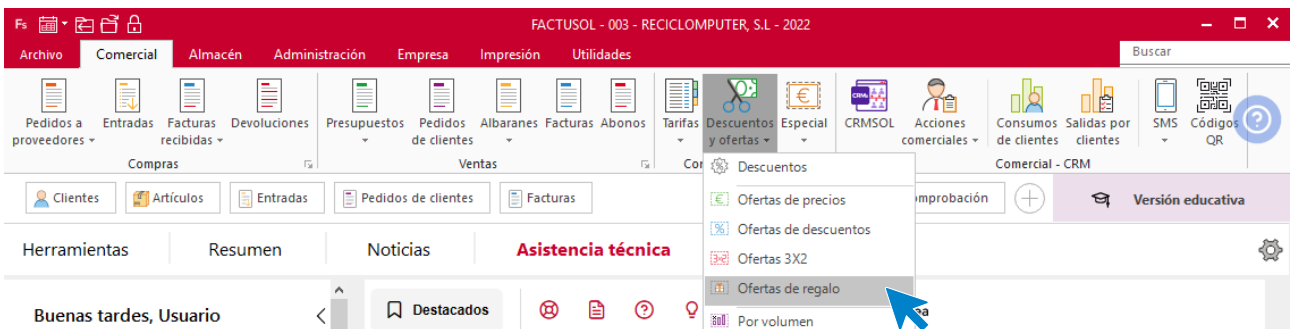 Fs FACTUSOL - 003 - RECICLOMPUTER, S.L - 2022
Archivo Comercial Almacén Administración Empresa Impresión Utilidades Buscar
Pedidos a proveedores Entradas Facturas recibidas Devoluciones Presupuestos Pedidos de clientes Albaranes Facturas Abonos Tarifas Descuentos y ofertas Especial CRMSOL Acciones comerciales Consumos de clientes Salidas por clientes SMS Códigos QR
Compras Ventas Comercial - CRM
Descuentos
Clientes Artículos Entradas Pedidos de clientes Facturas Versión educativa
Ofertas de precios
Ofertas de descuentos
Herramientas Resumen Noticias Asistencia técnica
3x2 Ofertas 3X2
Ofertas de regalo
Buenas tardes, Usuario Destacados
Por volumen